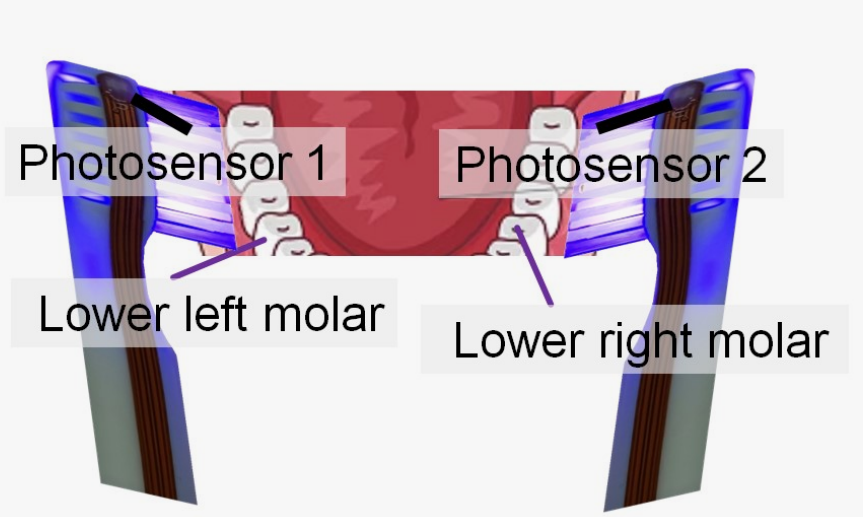 Photosensor 1
Photosensor 2
Lower left molar
Lower right molar